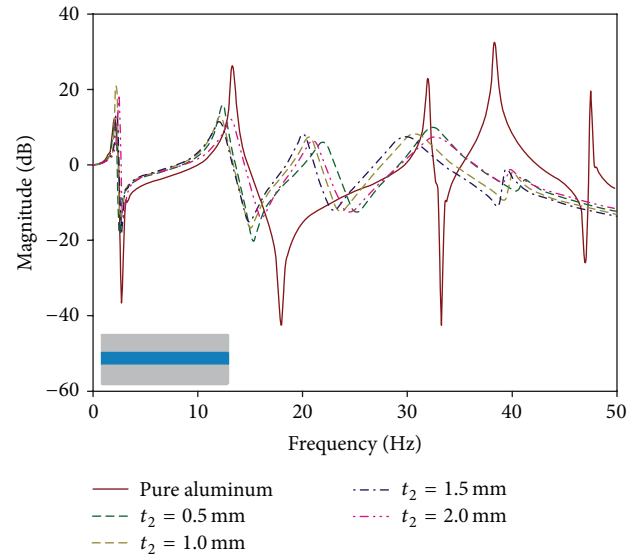 40
20
0
−20
−40
−60
Magnitude (dB)
0 10 20 30 40 50
Frequency (Hz)
Pure aluminum
t₂ = 0.5 mm
t₂ = 1.0 mm
t₂ = 1.5 mm
t₂ = 2.0 mm